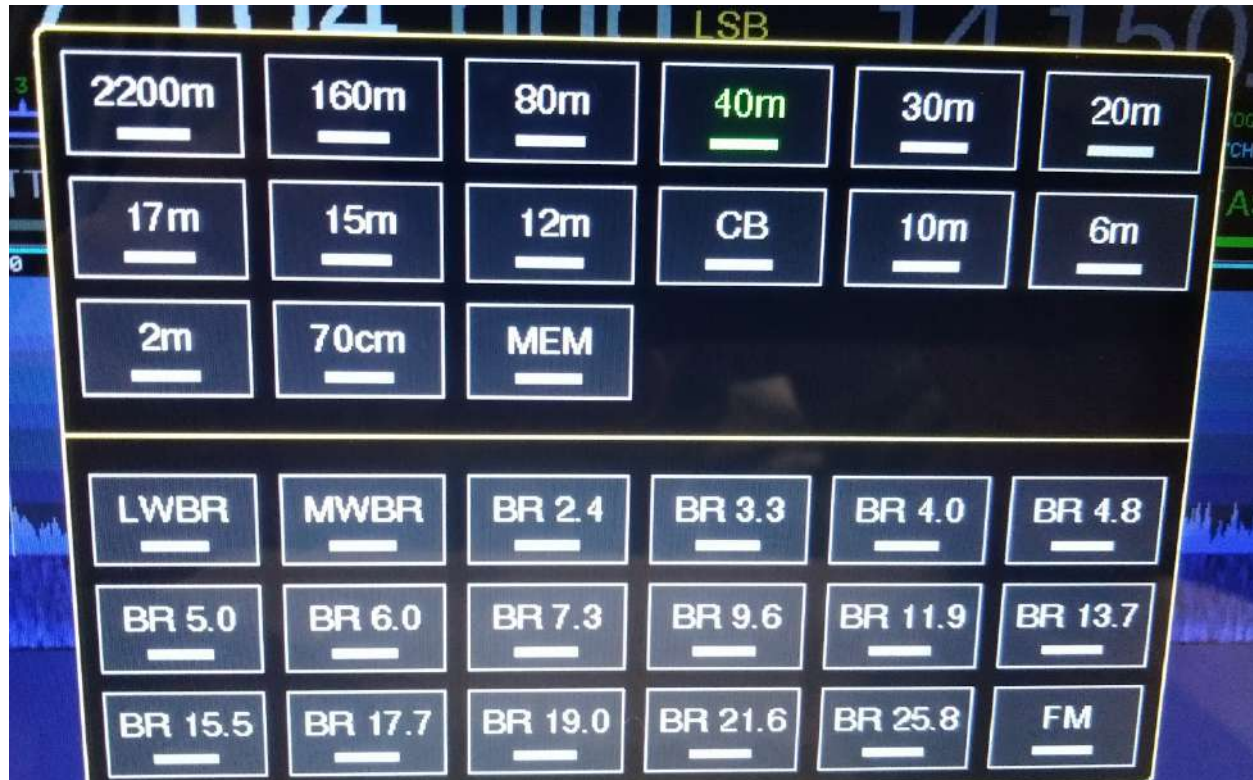 LSB
2200m 160m 80m 40m 30m 20m
17m 15m 12m CB 10m 6m
2m 70cm MEM
LWBR MWBR BR 2.4 BR 3.3 BR 4.0 BR 4.8
BR 5.0 BR 6.0 BR 7.3 BR 9.6 BR 11.9 BR 13.7
BR 15.5 BR 17.7 BR 19.0 BR 21.6 BR 25.8 FM